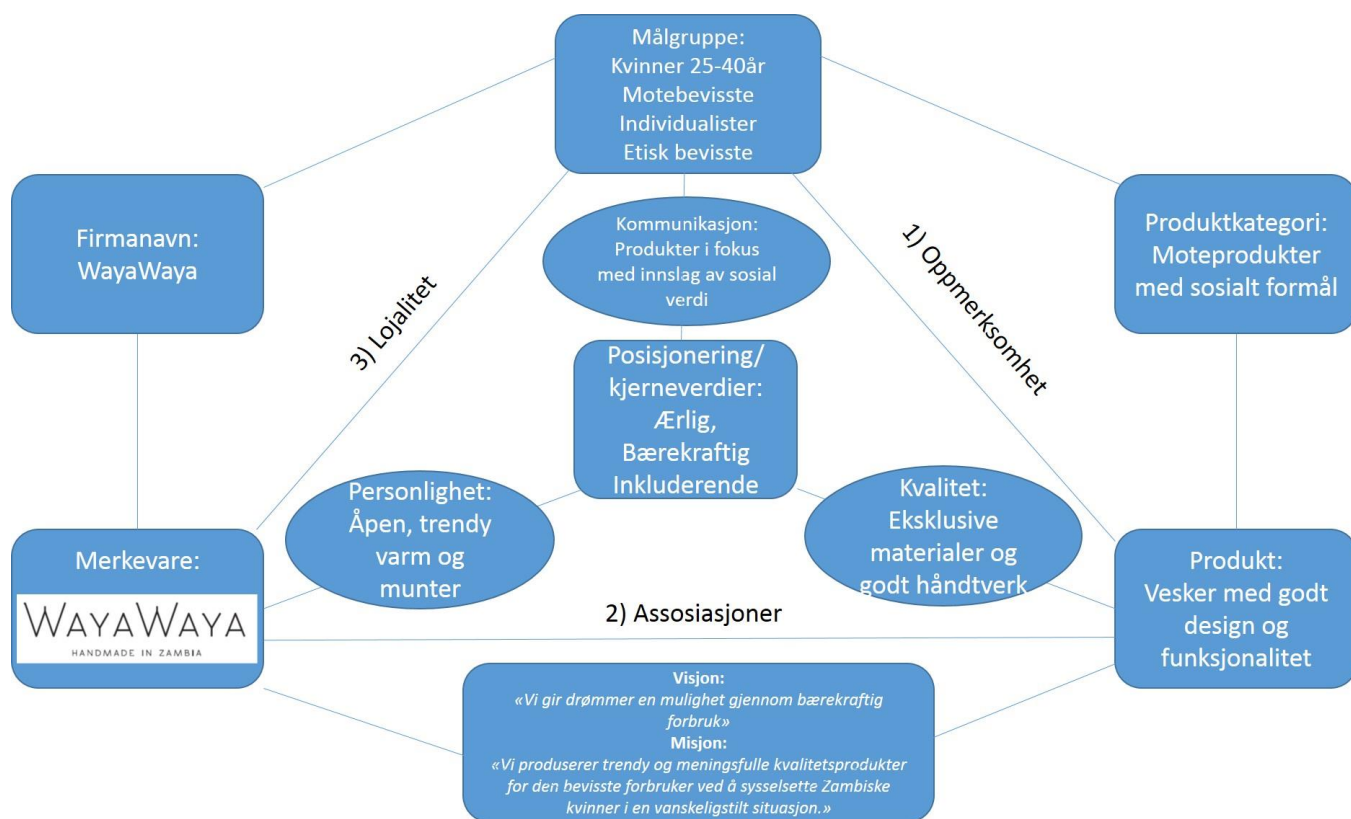 Målgruppe:
Kvinner 25-40år
Motebevisste
Individualister
Etisk bevisste
Firmanavn:
WayaWaya
Kommunikasjon:
Produkter i fokus
med innslag av sosial
verdi
Produktkategori:
Moteprodukter
med sosialt formål
3) Lojalitet
1) Oppmerksomhet
Posisjonering/
kjerneverdier:
Ærlig,
Bærekraftig
Inkluderende
Personlighet:
Åpen, trendy
varm og
munter
Kvalitet:
Eksklusive
materialer og
godt håndtverk
Merkevare:
WAYAWAYA
HANDMADE IN ZAMBIA
2) Assosiasjoner
Produkt:
Vesker med godt
design og
funksjonalitet
Visjon:
«Vi gir drømmer en mulighet gjennom bærekraftig
forbruk»
Misjon:
«Vi produserer trendy og meningsfulle kvalitetsprodukter
for den bevisste forbruker ved å sysselsette Zambiske
kvinner i en vanskeligstilt situasjon.»